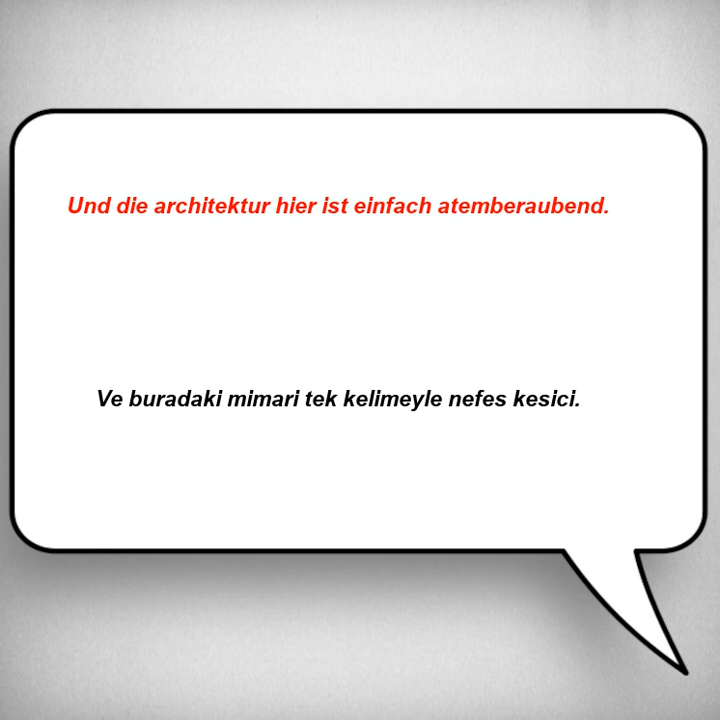 Und die architektur hier ist einfach atemberaubend.
Ve buradaki mimari tek kelimeyle nefes kesici.